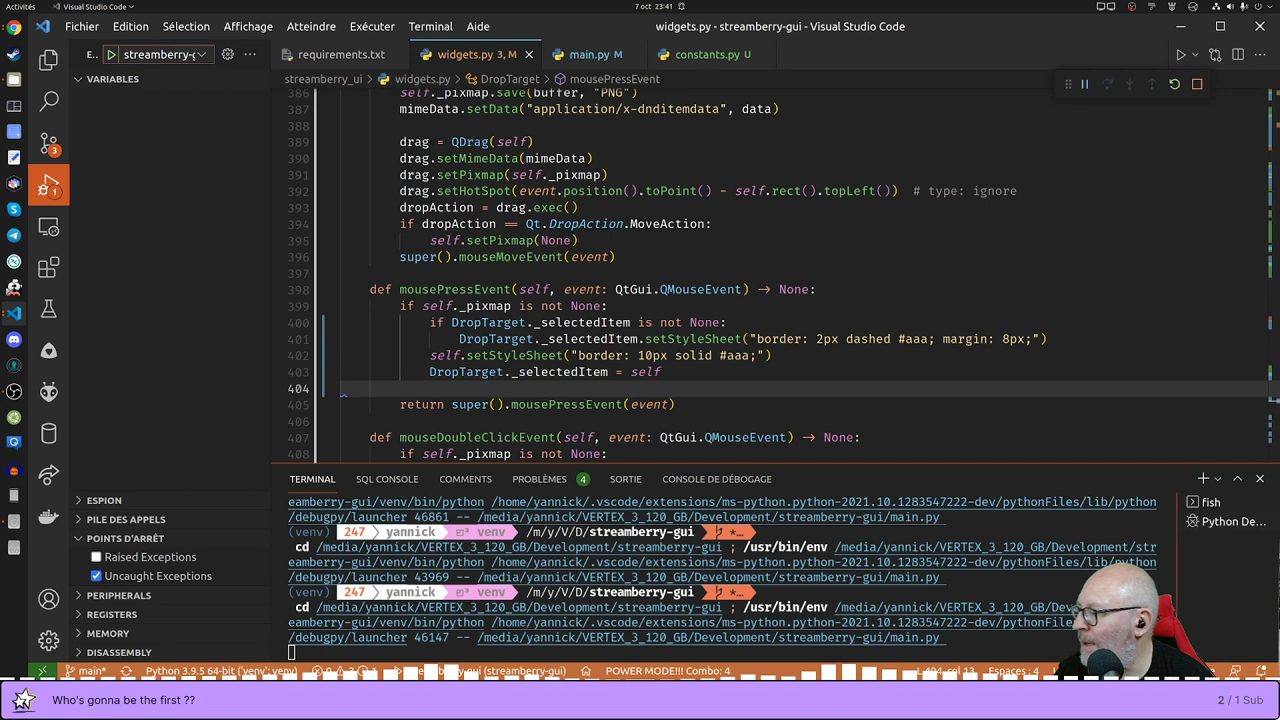 Activités
Visual Studio Code
7 oct 23:41
Fichier Edition Sélection Affichage Atteindre Exécuter Terminal Aide
widgets.py - streamberry-gui - Visual Studio Code
E..
streamberry-g
requirements.txt
widgets.py 3, M
main.py M
constants.py U
streamberry_ui > widgets.py > DropTarget > mousePressEvent
VARIABLES
386 self._pixmap.save(buffer, "PNG")
387 mimeData.setData("application/x-dnditemdata", data)
388
389 drag = QDrag(self)
390 drag.setMimeData(mimeData)
391 drag.setPixmap(self._pixmap)
392 drag.setHotSpot(event.position().toPoint() - self.rect().topLeft()) # type: ignore
393 dropAction = drag.exec()
394 if dropAction == Qt.DropAction.MoveAction:
395 self.setPixmap(None)
396 super().mouseMoveEvent(event)
397
398 def mousePressEvent(self, event: QtGui.QMouseEvent) -> None:
399 if self._pixmap is not None:
400 if DropTarget._selectedItem is not None:
401 DropTarget._selectedItem.setStyleSheet("border: 2px dashed #aaa; margin: 8px;")
402 self.setStyleSheet("border: 10px solid #aaa;")
403 DropTarget._selectedItem = self
404
405 return super().mousePressEvent(event)
406
407 def mouseDoubleClickEvent(self, event: QtGui.QMouseEvent) -> None:
408 if self._pixmap is not None:
3
1
ESPION
PILE DES APPELS
POINTS D'ARRÊT
Raised Exceptions
Uncaught Exceptions
PERIPHERALS
REGISTERS
MEMORY
DISASSEMBLY
TERMINAL SQL CONSOLE COMMENTS PROBLÈMES 4 SORTIE CONSOLE DE DÉBOGAGE
fish
Python De...
eamberry-gui/venv/bin/python /home/yannick/.vscode/extensions/ms-python.python-2021.10.1283547222-dev/pythonFiles/lib/python
/debugpy/launcher 46861 -- /media/yannick/VERTEX_3_120_GB/Development/streamberry-gui/main.py
(venv) 247 yannick venv /m/y/V/D/streamberry-gui *…
cd /media/yannick/VERTEX_3_120_GB/Development/streamberry-gui ; /usr/bin/env /media/yannick/VERTEX_3_120_GB/Development/str
eamberry-gui/venv/bin/python /home/yannick/.vscode/extensions/ms-python.python-2021.10.1283547222-dev/pythonFiles/lib/python
/debugpy/launcher 43969 -- /media/yannick/VERTEX_3_120_GB/Development/streamberry-gui/main.py
(venv) 247 yannick venv /m/y/V/D/streamberry-gui *…
cd /media/yannick/VERTEX_3_120_GB/Development/streamberry-gui ; /usr/bin/env /media/yannick/VERTEX_3_120_GB/De
eamberry-gui/venv/bin/python /home/yannick/.vscode/extensions/ms-python.python-2021.10.1283547222-dev/pyth
/debugpy/launcher 46147 -- /media/yannick/VERTEX_3_120_GB/Development/streamberry-gui/main.py
main* Python 3.9.5 64-bit ('venv': venv) (streamberry-gui) POWER MODE!!! Combo: 4 L 404, col 13 Espaces : 4
Who's gonna be the first ??
2 / 1 Sub